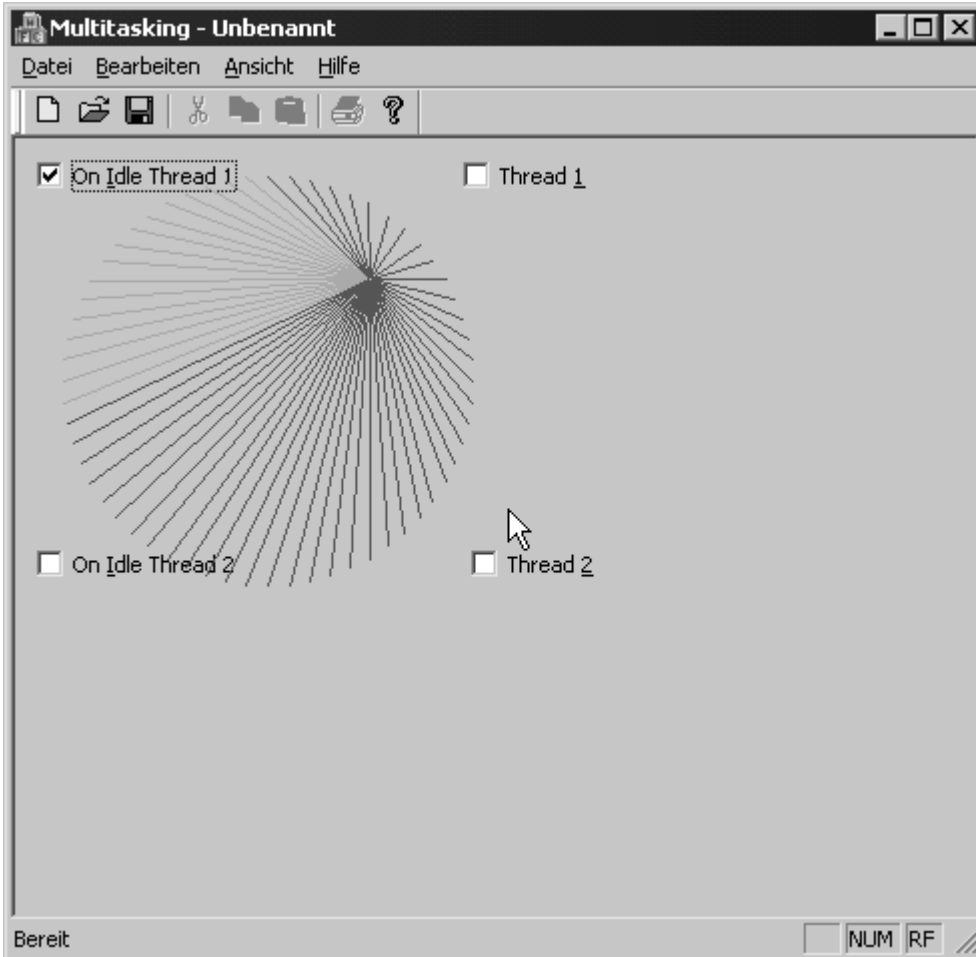 Multitasking - Unbenannt
Datei Bearbeiten Ansicht Hilfe
On Idle Thread 1 Thread 1
On Idle Thread 2 Thread 2
Bereit NUM RF